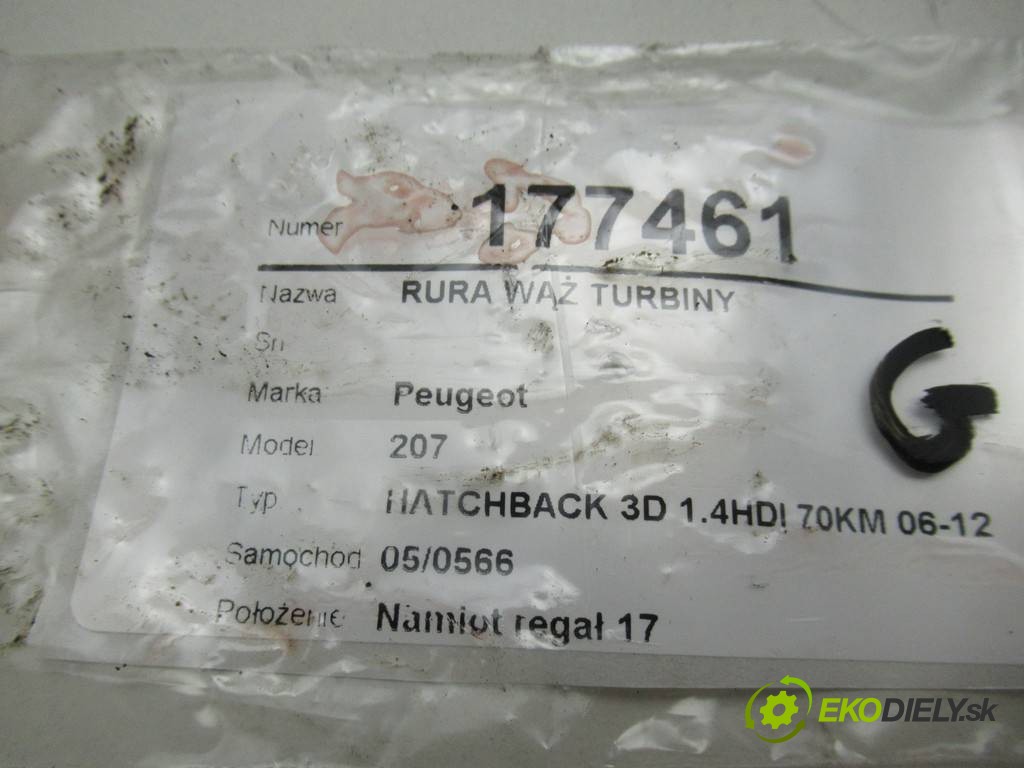 Numer 177461
Nazwa RURA WĄŻ TURBINY
Sn
Marka Peugeot
Model 207
Typ HATCHBACK 3D 1.4HDI 70KM 06-12
Samochód 05/0566
Położenie Namiot regał 17
G
EKODIELY.sk